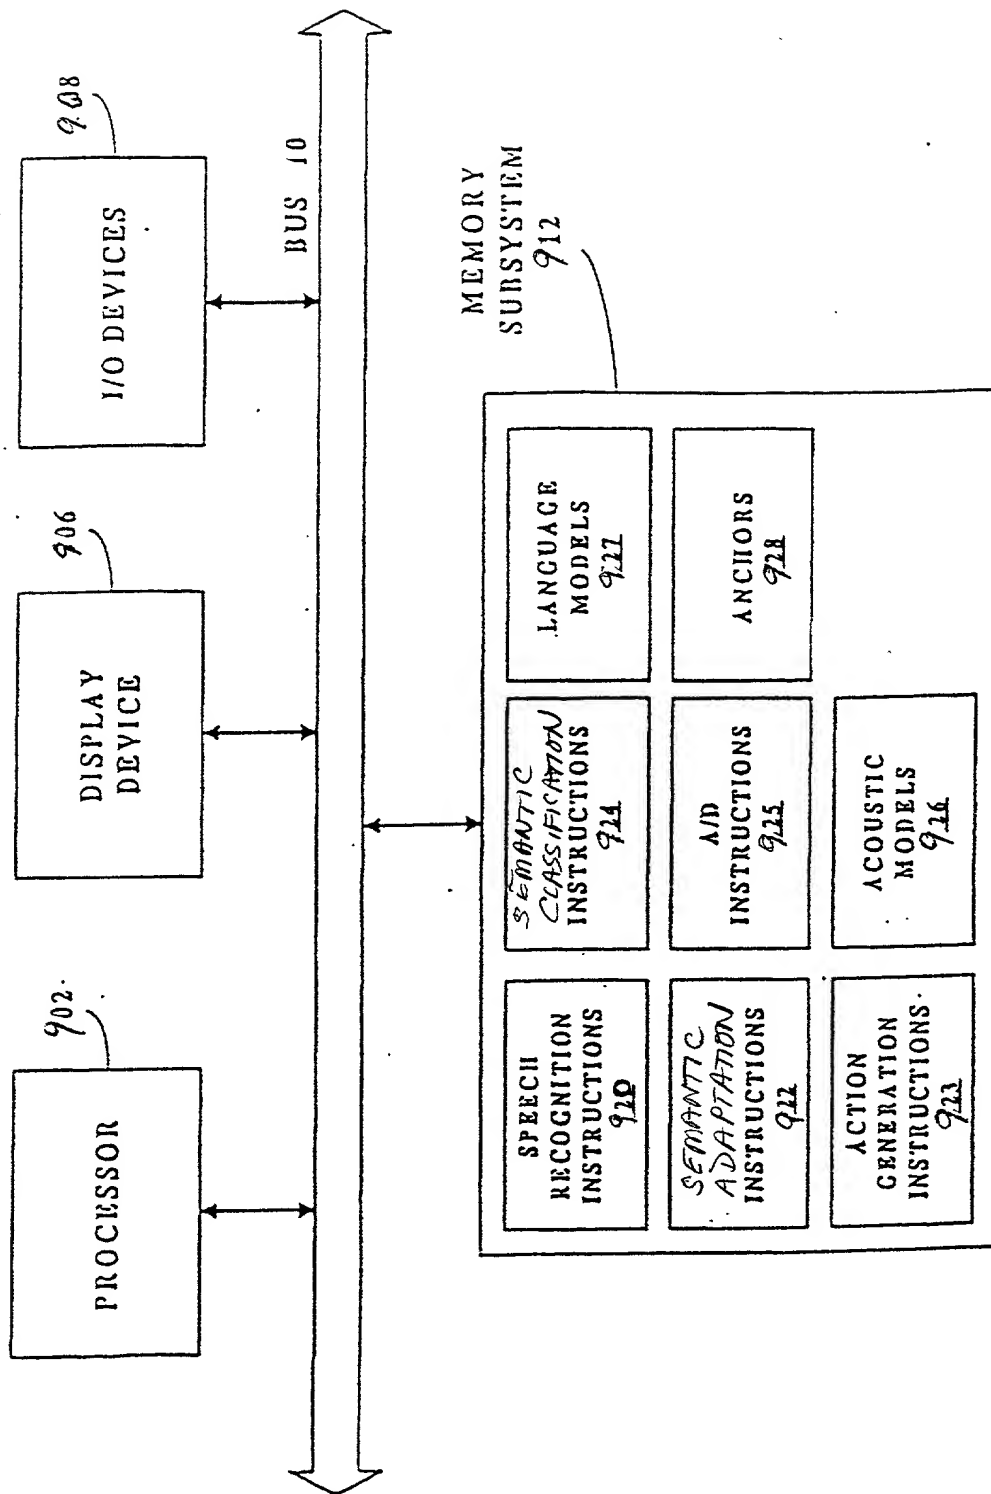 902
PROCESSOR
906
DISPLAY
DEVICE
908
I/O DEVICES
BUS 10
MEMORY
SUBSYSTEM
912
SPEECH
RECOGNITION
INSTRUCTIONS
920
SEMANTIC
CLASSIFICATION
INSTRUCTIONS
924
LANGUAGE
MODELS
927
SEMANTIC
ADAPTATION
INSTRUCTIONS
922
A/D
INSTRUCTIONS
925
ANCHORS
928
ACTION
GENERATION
INSTRUCTIONS
923
ACOUSTIC
MODELS
926